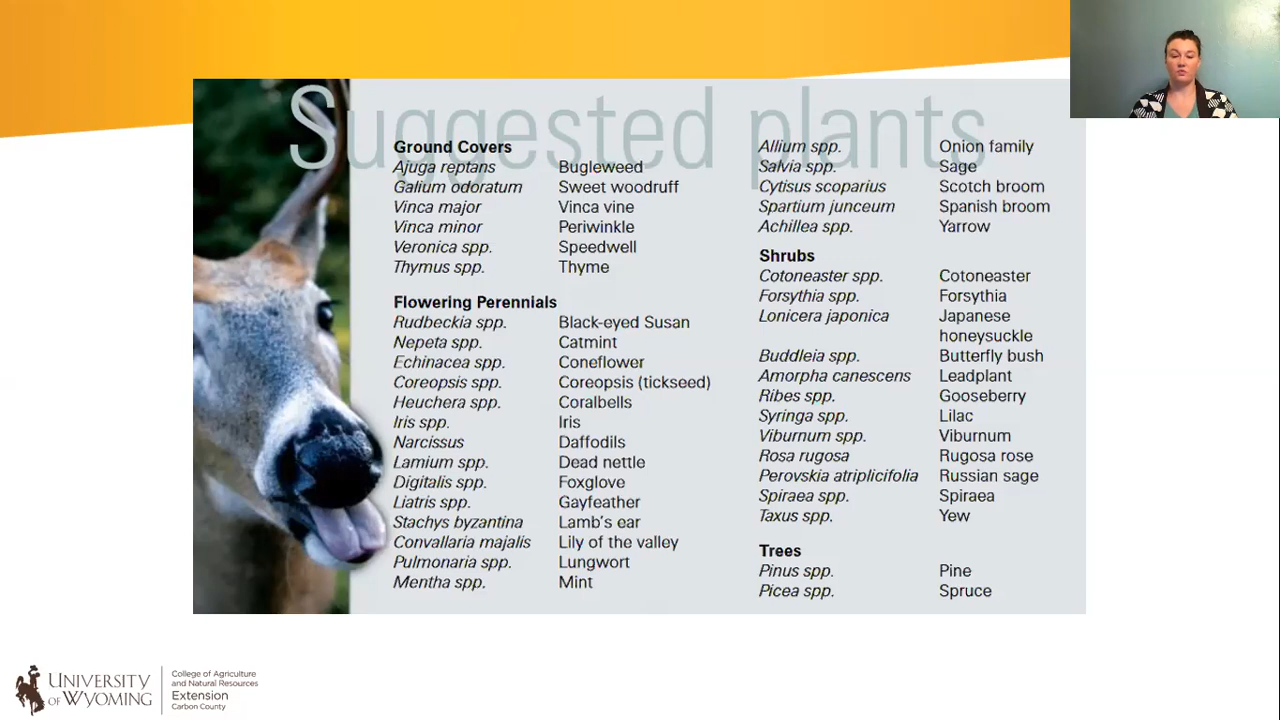 Suggested plants
Ground Covers
Ajuga reptans Bugleweed
Galium odoratum Sweet woodruff
Vinca major Vinca vine
Vinca minor Periwinkle
Veronica spp. Speedwell
Thymus spp. Thyme
Flowering Perennials
Rudbeckia spp. Black-eyed Susan
Nepeta spp. Catmint
Echinacea spp. Coneflower
Coreopsis spp. Coreopsis (tickseed)
Heuchera spp. Coralbells
Iris spp. Iris
Narcissus Daffodils
Lamium spp. Dead nettle
Digitalis spp. Foxglove
Liatris spp. Gayfeather
Stachys byzantina Lamb's ear
Convallaria majalis Lily of the valley
Pulmonaria spp. Lungwort
Mentha spp. Mint
Allium spp. Onion family
Salvia spp. Sage
Cytisus scoparius Scotch broom
Spartium junceum Spanish broom
Achillea spp. Yarrow
Shrubs
Cotoneaster spp. Cotoneaster
Forsythia spp. Forsythia
Lonicera japonica Japanese
honeysuckle
Buddleia spp. Butterfly bush
Amorpha canescens Leadplant
Ribes spp. Gooseberry
Syringa spp. Lilac
Viburnum spp. Viburnum
Rosa rugosa Rugosa rose
Perovskia atriplicifolia Russian sage
Spiraea spp. Spiraea
Taxus spp. Yew
Trees
Pinus spp. Pine
Picea spp. Spruce
UNIVERSITY
OF WYOMING
College of Agriculture
and Natural Resources
Extension
Carbon County